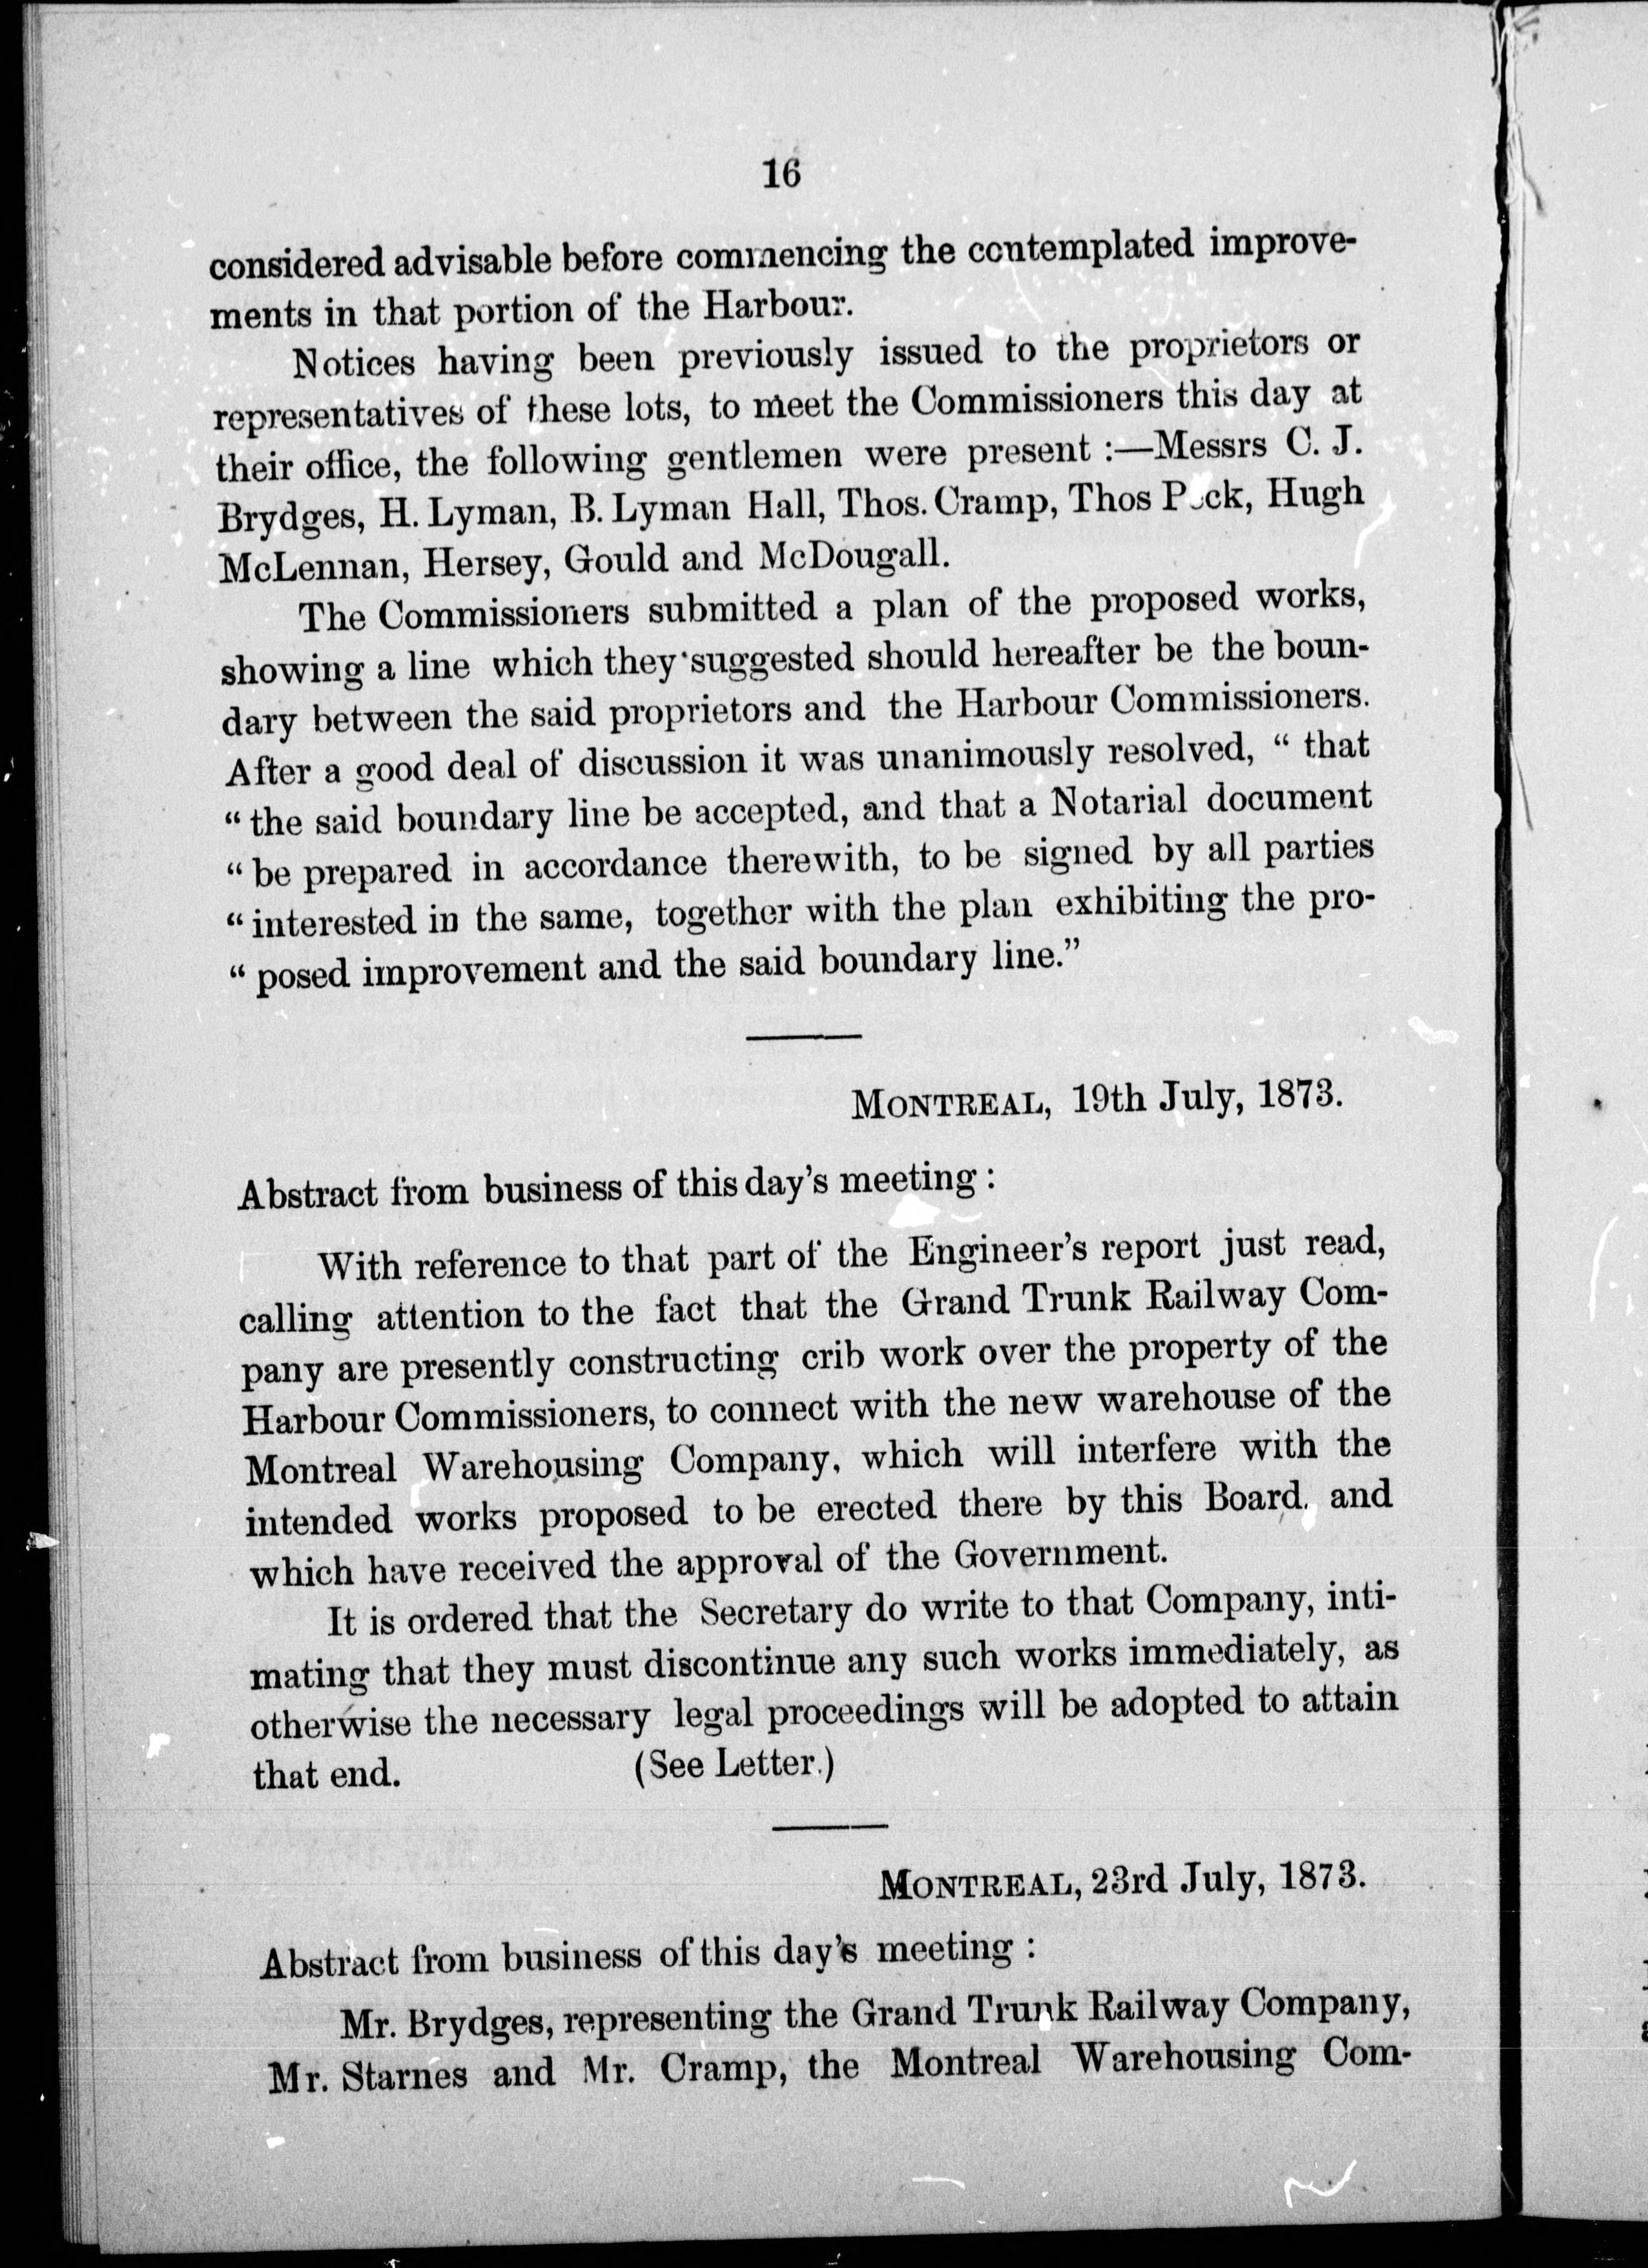 16
considered advisable before commencing the contemplated improve-
ments in that portion of the Harbour.
Notices having been previously issued to the proprietors or
representatives of these lots, to meet the Commissioners this day at
their office, the following gentlemen were present :—Messrs C. J.
Brydges, H. Lyman, B. Lyman Hall, Thos. Cramp, Thos Peck, Hugh
McLennan, Hersey, Gould and McDougall.
The Commissioners submitted a plan of the proposed works,
showing a line which they suggested should hereafter be the boun-
dary between the said proprietors and the Harbour Commissioners.
After a good deal of discussion it was unanimously resolved, “ that
“ the said boundary line be accepted, and that a Notarial document
“ be prepared in accordance therewith, to be signed by all parties
“ interested in the same, together with the plan exhibiting the pro-
“ posed improvement and the said boundary line.”
MONTREAL, 19th July, 1873.
Abstract from business of this day's meeting :
With reference to that part of the Engineer's report just read,
calling attention to the fact that the Grand Trunk Railway Com-
pany are presently constructing crib work over the property of the
Harbour Commissioners, to connect with the new warehouse of the
Montreal Warehousing Company, which will interfere with the
intended works proposed to be erected there by this Board, and
which have received the approval of the Government.
It is ordered that the Secretary do write to that Company, inti-
mating that they must discontinue any such works immediately, as
otherwise the necessary legal proceedings will be adopted to attain
that end. (See Letter.)
MONTREAL, 23rd July, 1873.
Abstract from business of this day's meeting :
Mr. Brydges, representing the Grand Trunk Railway Company,
Mr. Starnes and Mr. Cramp, the Montreal Warehousing Com-